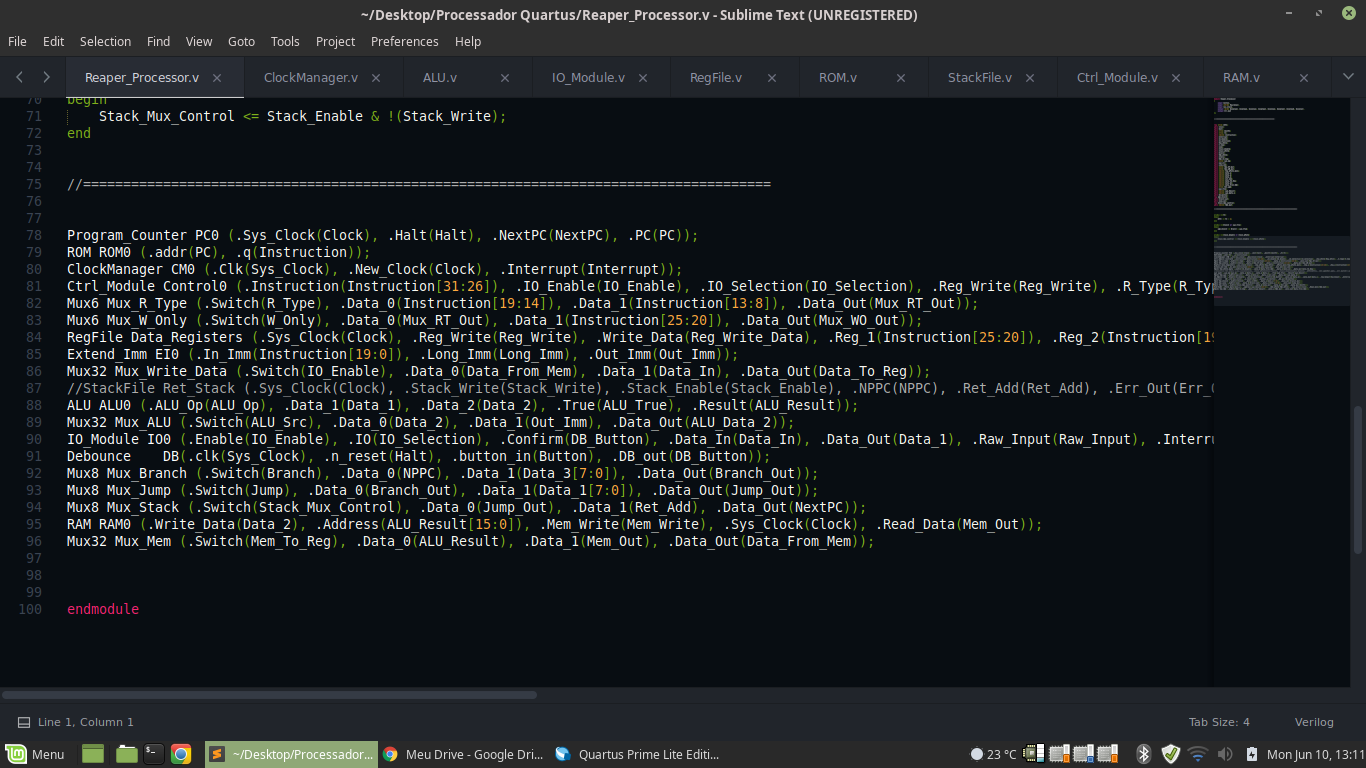 ~/Desktop/Processador Quartus/Reaper_Processor.v - Sublime Text (UNREGISTERED)
File Edit Selection Find View Goto Tools Project Preferences Help
Reaper_Processor.v ClockManager.v ALU.v IO_Module.v RegFile.v ROM.v StackFile.v Ctrl_Module.v RAM.v
70 begin
71 Stack_Mux_Control <= Stack_Enable & !(Stack_Write);
72 end
73
74
75 //======================================================================================
76
77
78 Program_Counter PC0 (.Sys_Clock(Clock), .Halt(Halt), .NextPC(NextPC), .PC(PC));
79 ROM ROM0 (.addr(PC), .q(Instruction));
80 ClockManager CM0 (.Clk(Sys_Clock), .New_Clock(Clock), .Interrupt(Interrupt));
81 Ctrl_Module Control0 (.Instruction(Instruction[31:26]), .IO_Enable(IO_Enable), .IO_Selection(IO_Selection), .Reg_Write(Reg_Write), .R_Type(R_Typ
82 Mux6 Mux_R_Type (.Switch(R_Type), .Data_0(Instruction[19:14]), .Data_1(Instruction[13:8]), .Data_Out(Mux_RT_Out));
83 Mux6 Mux_W_Only (.Switch(W_Only), .Data_0(Mux_RT_Out), .Data_1(Instruction[25:20]), .Data_Out(Mux_WO_Out));
84 RegFile Data_Registers (.Sys_Clock(Clock), .Reg_Write(Reg_Write), .Write_Data(Reg_Write_Data), .Reg_1(Instruction[25:20]), .Reg_2(Instruction[19
85 Extend_Imm EI0 (.In_Imm(Instruction[19:0]), .Long_Imm(Long_Imm), .Out_Imm(Out_Imm));
86 Mux32 Mux_Write_Data (.Switch(IO_Enable), .Data_0(Data_From_Mem), .Data_1(Data_In), .Data_Out(Data_To_Reg));
87 //StackFile Ret_Stack (.Sys_Clock(Clock), .Stack_Write(Stack_Write), .Stack_Enable(Stack_Enable), .NPPC(NPPC), .Ret_Add(Ret_Add), .Err_Out(Err_O
88 ALU ALU0 (.ALU_Op(ALU_Op), .Data_1(Data_1), .Data_2(Data_2), .True(ALU_True), .Result(ALU_Result));
89 Mux32 Mux_ALU (.Switch(ALU_Src), .Data_0(Data_2), .Data_1(Out_Imm), .Data_Out(ALU_Data_2));
90 IO_Module IO0 (.Enable(IO_Enable), .IO(IO_Selection), .Confirm(DB_Button), .Data_In(Data_In), .Data_Out(Data_1), .Raw_Input(Raw_Input), .Interru
91 Debounce    DB(.clk(Sys_Clock), .n_reset(Halt), .button_in(Button), .DB_out(DB_Button));
92 Mux8 Mux_Branch (.Switch(Branch), .Data_0(NPPC), .Data_1(Data_3[7:0]), .Data_Out(Branch_Out));
93 Mux8 Mux_Jump (.Switch(Jump), .Data_0(Branch_Out), .Data_1(Data_1[7:0]), .Data_Out(Jump_Out));
94 Mux8 Mux_Stack (.Switch(Stack_Mux_Control), .Data_0(Jump_Out), .Data_1(Ret_Add), .Data_Out(NextPC));
95 RAM RAM0 (.Write_Data(Data_2), .Address(ALU_Result[15:0]), .Mem_Write(Mem_Write), .Sys_Clock(Clock), .Read_Data(Mem_Out));
96 Mux32 Mux_Mem (.Switch(Mem_To_Reg), .Data_0(ALU_Result), .Data_1(Mem_Out), .Data_Out(Data_From_Mem));
97
98
99
100 endmodule
Line 1, Column 1 Tab Size: 4 Verilog
Menu ~/Desktop/Processador... Meu Drive - Google Dri... Quartus Prime Lite Editi... 23 °C Mon Jun 10, 13:11